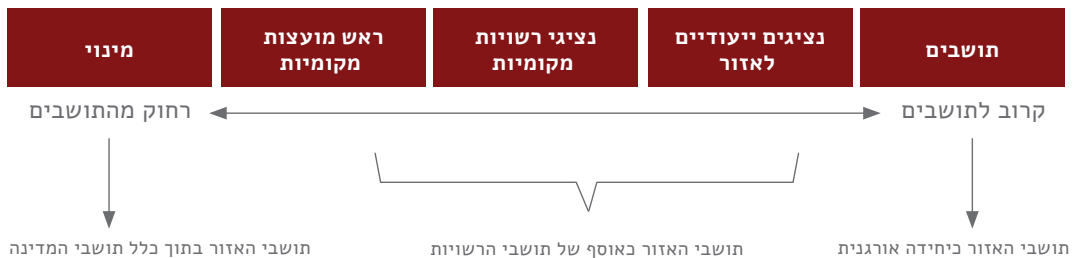 תושבים
נציגים ייעודיים
לאזור
נציגי רשויות
מקומיות
ראש מועצות
מקומיות
מינוי
קרוב לתושבים
רחוק מהתושבים
תושבי האזור כיחידה אורגנית
תושבי האזור כאוסף של תושבי הרשויות
תושבי האזור בתוך כלל תושבי המדינה